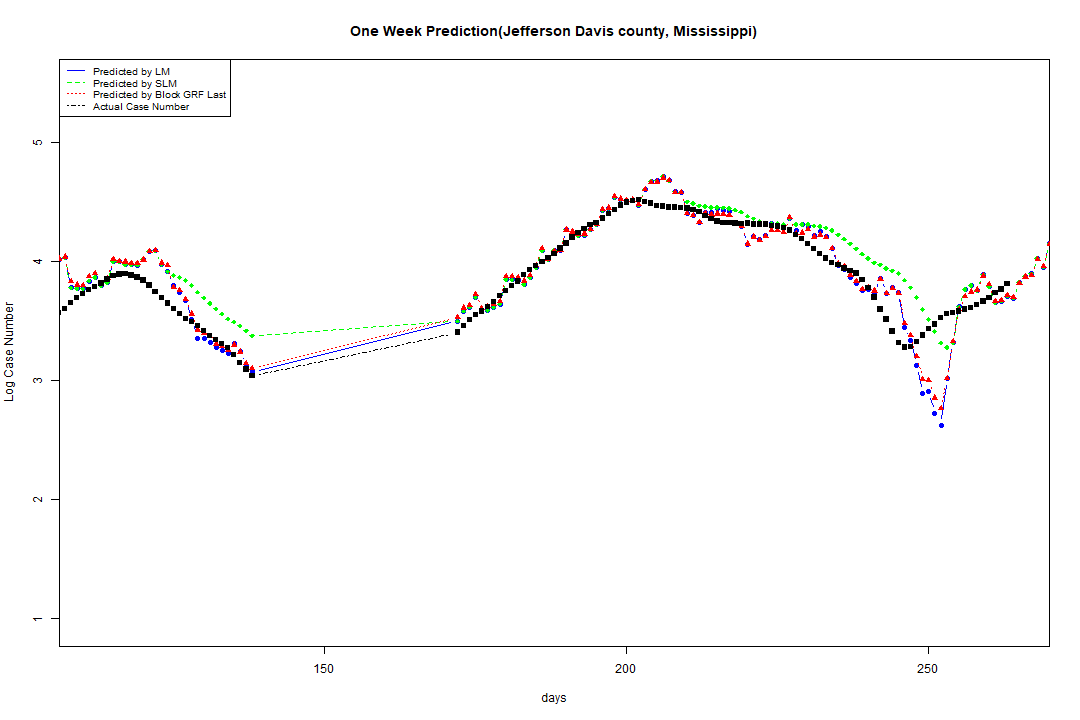 One Week Prediction(Jefferson Davis county, Mississippi)
Predicted by LM
Predicted by SLM
Predicted by Block GRF Last
Actual Case Number
5
4
3
2
1
Log Case Number
150
200
250
days